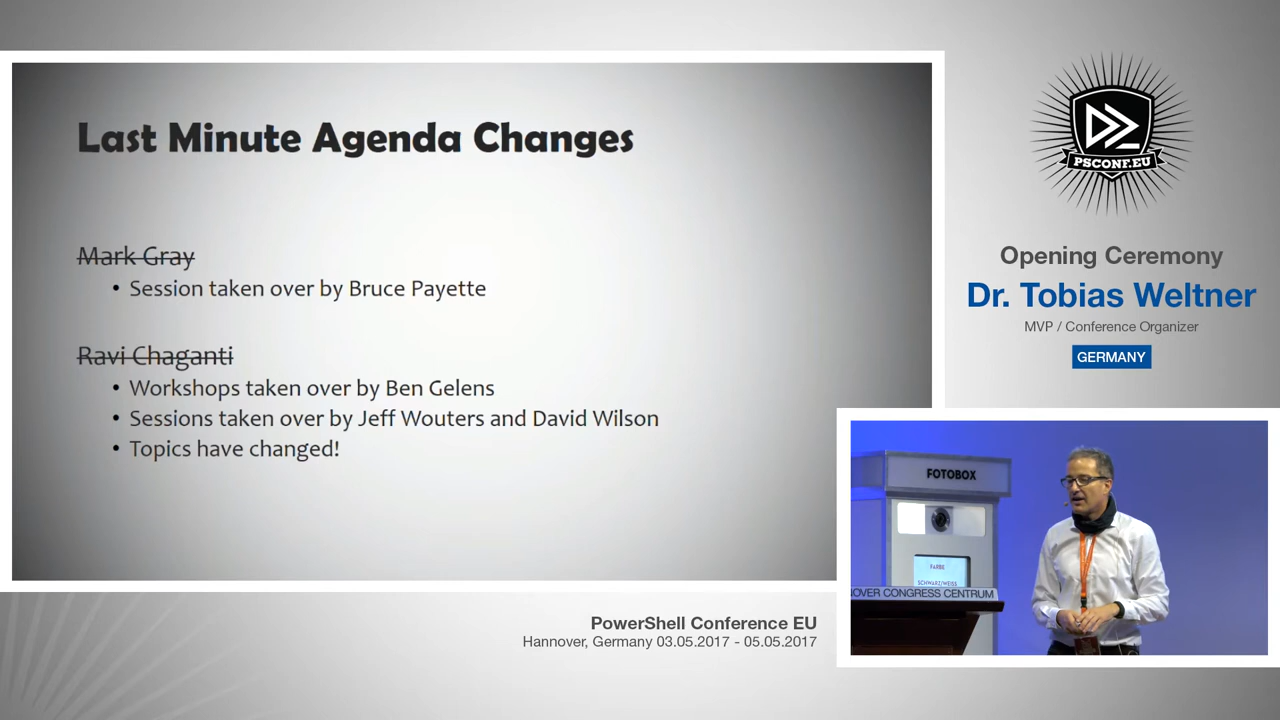 Last Minute Agenda Changes
Mark Gray
• Session taken over by Bruce Payette
Ravi Chaganti
• Workshops taken over by Ben Gelens
• Sessions taken over by Jeff Wouters and David Wilson
• Topics have changed!
PSCONF.EU
Opening Ceremony
Dr. Tobias Weltner
MVP / Conference Organizer
GERMANY
FOTOBOX
FARBE
SCHWARZ/WEISS
OVER CONGRESS CENTRUM
PowerShell Conference EU
Hannover, Germany 03.05.2017 - 05.05.2017